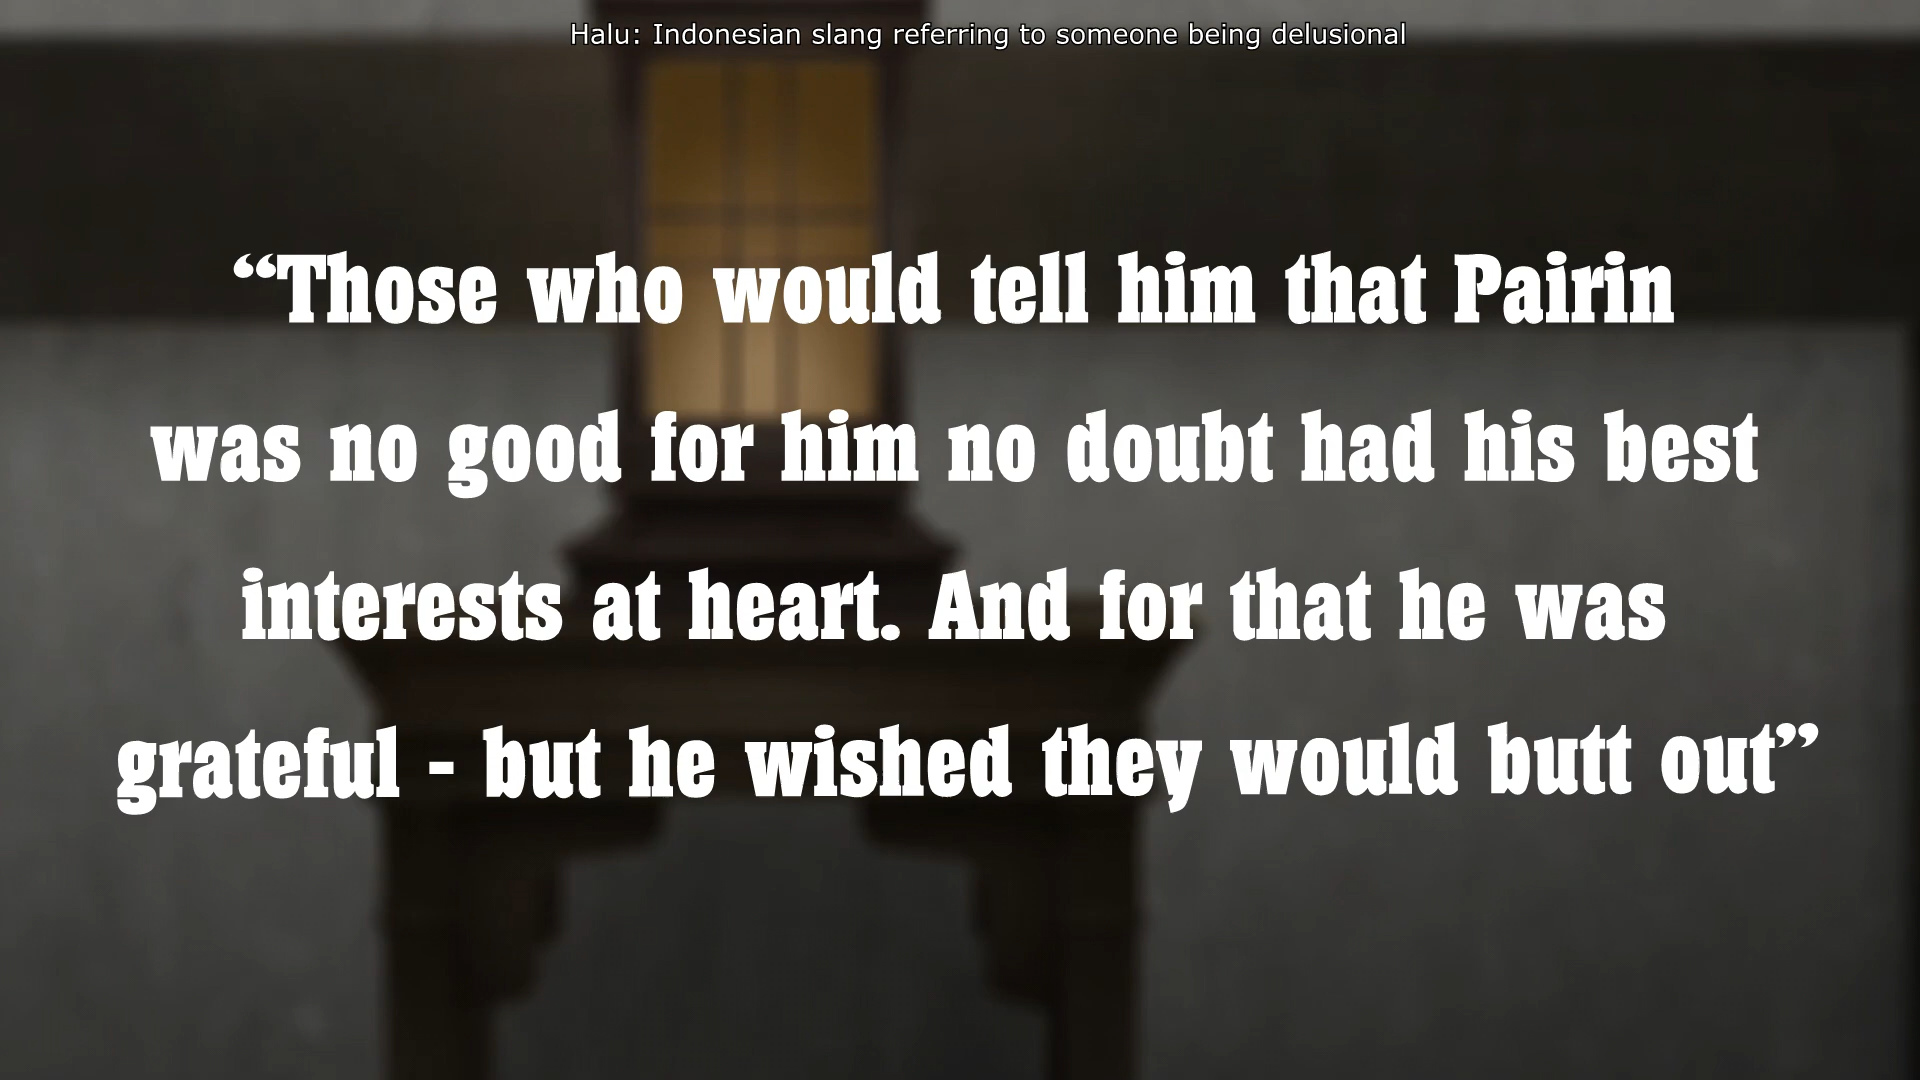 Halu: Indonesian slang referring to someone being delusional
“Those who would tell him that Pairin
was no good for him no doubt had his best
interests at heart. And for that he was
grateful - but he wished they would butt out”